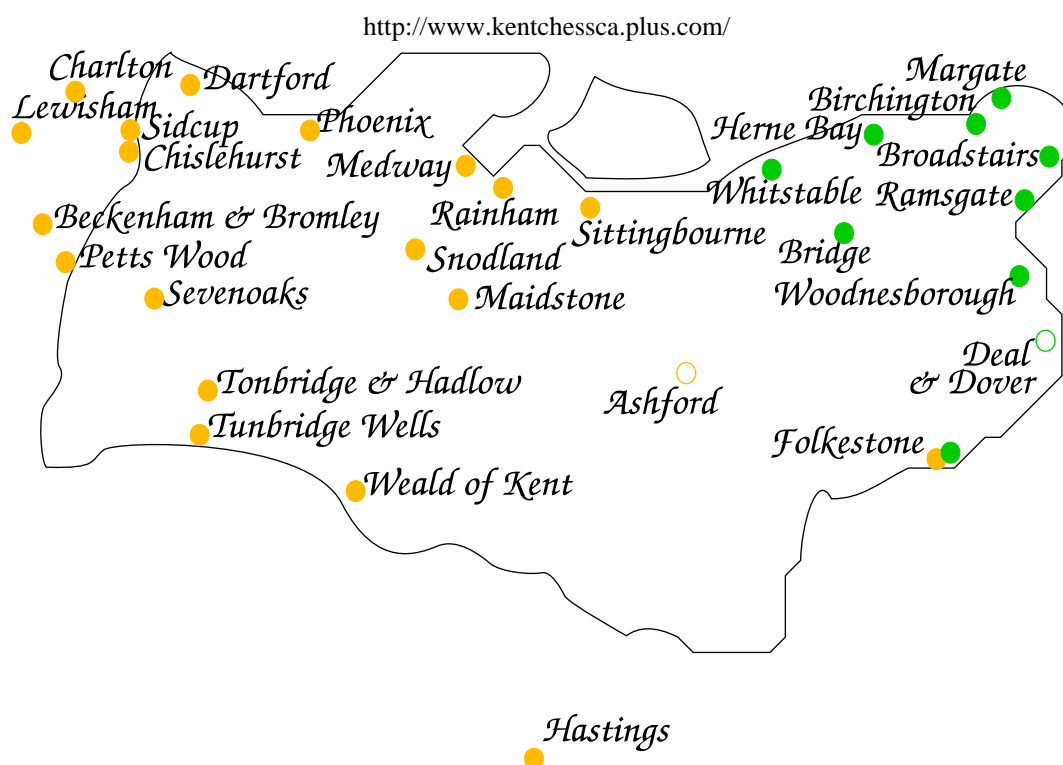 http://www.kentchessca.plus.com/
Charlton
Dartford
Margate
Lewisham
Birchington
Sidcup
Phoenix
Herne Bay
Chislehurst
Medway
Broadstairs
Whitstable
Ramsgate
Beckenham & Bromley
Rainham
Sittingbourne
Petts Wood
Snodland
Bridge
Sevenoaks
Maidstone
Woodnesborough
Deal
& Dover
Tonbridge & Hadlow
Ashford
Tunbridge Wells
Folkestone
Weald of Kent
Hastings